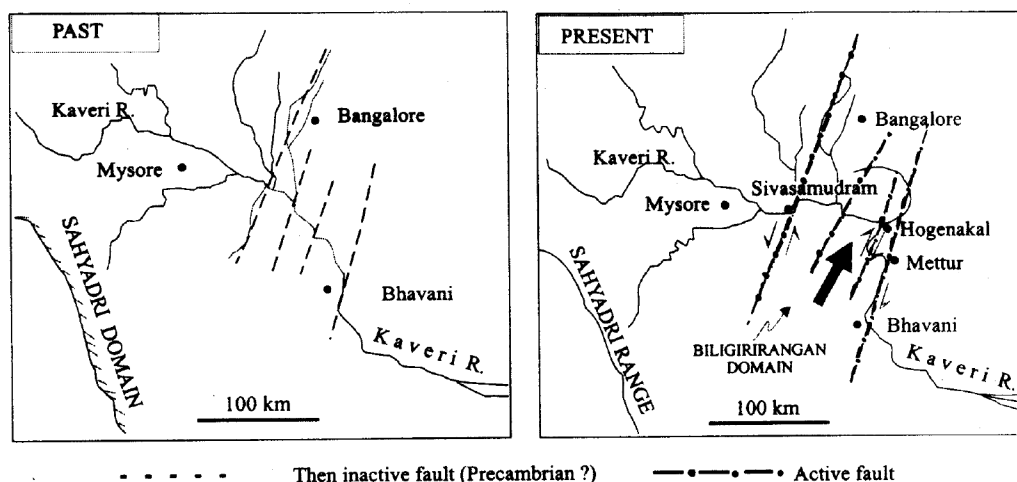 PAST
Kaveri R.
Bangalore
Mysore
SAHYADRI DOMAIN
Bhavani
Kaveri R.
100 km
PRESENT
Bangalore
Kaveri R.
Sivasamudram
Mysore
Hogenakal
Mettur
SAHYADRI RANGE
Bhavani
BILIGIRIRANGAN
DOMAIN
Kaveri R.
100 km
Then inactive fault (Precambrian ?)
Active fault